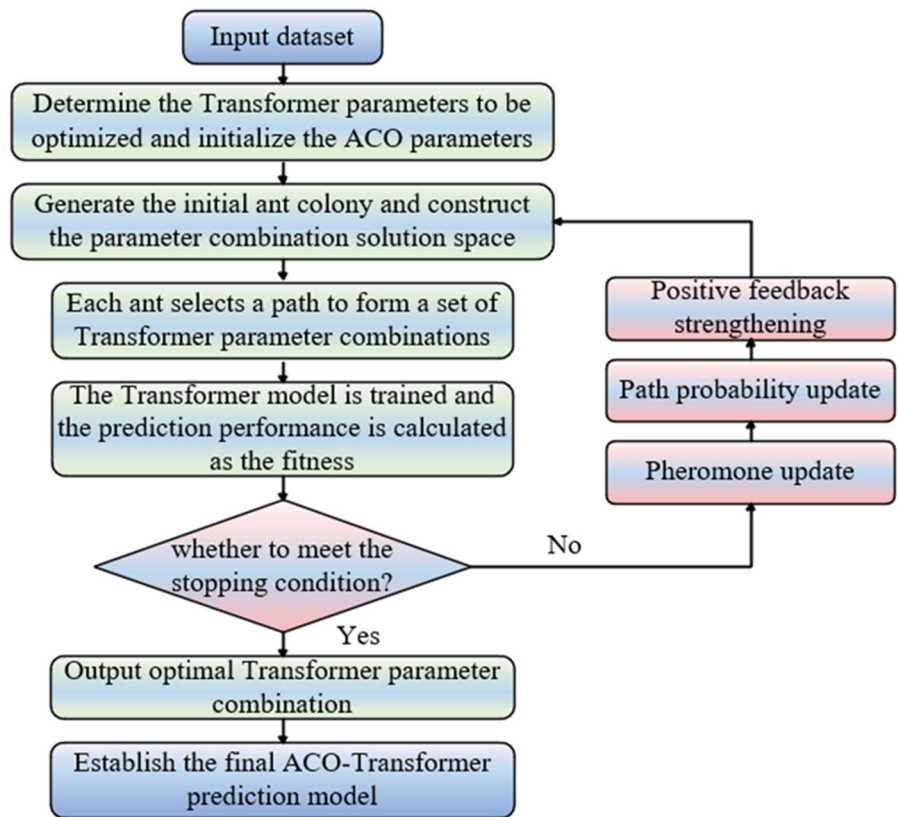 Input dataset
Determine the Transformer parameters to be
optimized and initialize the ACO parameters
Generate the initial ant colony and construct
the parameter combination solution space
Each ant selects a path to form a set of
Transformer parameter combinations
The Transformer model is trained and
the prediction performance is calculated
as the fitness
whether to meet the
stopping condition?
No
Pheromone update
Path probability update
Positive feedback
strengthening
Yes
Output optimal Transformer parameter
combination
Establish the final ACO-Transformer
prediction model